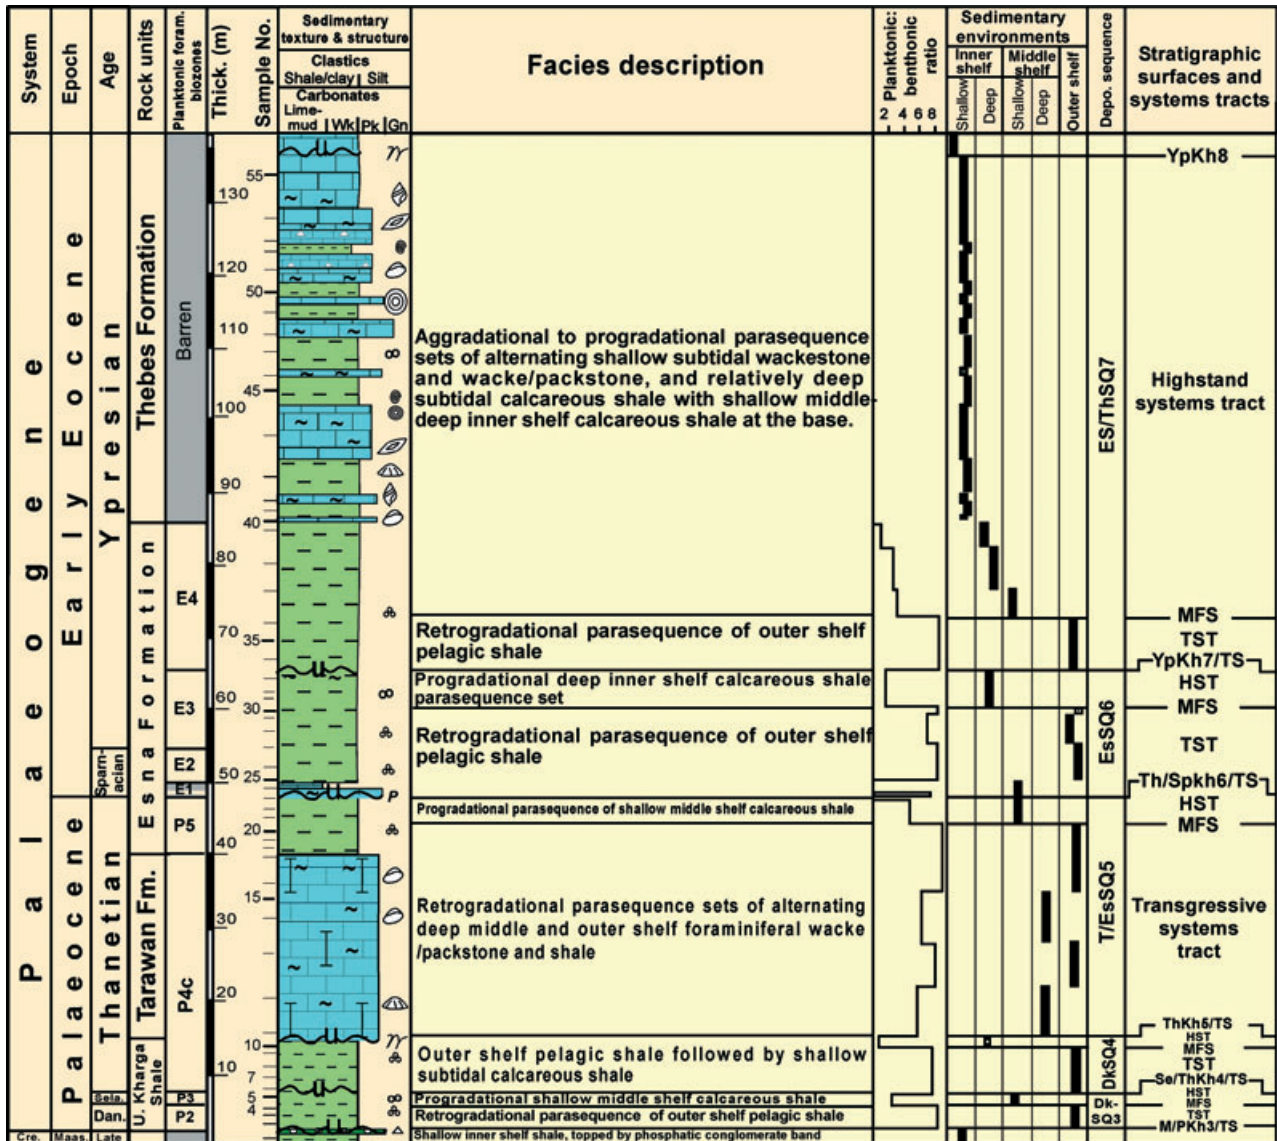 System
Epoch
Age
Rock units
Planktonic foram.
biozones
Thick. (m)
Sample No.
Sedimentary
texture & structure
Clastics
Shale/clay | Silt
Carbonates
Lime-
mud | Wk | Pk | Gn
Facies description
Planktonic:
benthonic
ratio
2 4 6 8
Sedimentary
environments
Inner
shelf
Middle
shelf
Shallow
Deep
Shallow
Deep
Outer shelf
Depo. sequence
Stratigraphic
surfaces and
systems tracts
Palaeogene
Cre.
Early Eocene
Palaeocene
Maas.
Ypresian
Sparn-
acian
Thanetian
Sela.
Dan.
Late
Thebes Formation
Esna Formation
Tarawan Fm.
U. Kharga
Shale
Barren
E4
E3
E2
E1
P5
P4c
P3
P2
130
120
110
100
90
80
70
60
50
40
30
20
10
55
50
45
40
35
30
25
20
15
10
7
5
4
P
Aggradational to progradational parasequence
sets of alternating shallow subtidal wackestone
and wacke/packstone, and relatively deep
subtidal calcareous shale with shallow middle-
deep inner shelf calcareous shale at the base.
Retrogradational parasequence of outer shelf
pelagic shale
Progradational deep inner shelf calcareous shale
parasequence set
Retrogradational parasequence of outer shelf
pelagic shale
Progradational parasequence of shallow middle shelf calcareous shale
Retrogradational parasequence sets of alternating
deep middle and outer shelf foraminiferal wacke
/packstone and shale
Outer shelf pelagic shale followed by shallow
subtidal calcareous shale
Progradational shallow middle shelf calcareous shale
Retrogradational parasequence of outer shelf pelagic shale
Shallow inner shelf shale, topped by phosphatic conglomerate band
ES/ThSQ7
EsSQ6
T/EsSQ5
DkSQ4
Dk-
SQ3
YpKh8
Highstand
systems tract
MFS
TST
YpKh7/TS
HST
MFS
TST
Th/Spkh6/TS
HST
MFS
Transgressive
systems
tract
ThKh5/TS
HST
MFS
TST
Se/ThKh4/TS
HST
MFS
TST
M/PKh3/TS